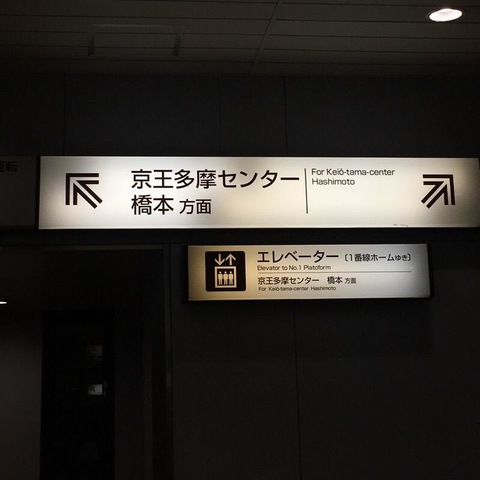 京王多摩センター
橋本 方面
For Keiō-tama-center
Hashimoto
エレベーター〔1番線ホームゆき〕
Elevator to No.1 Platoform
京王多摩センター 橋本 方面
For Keiō-tama-center Hashimoto